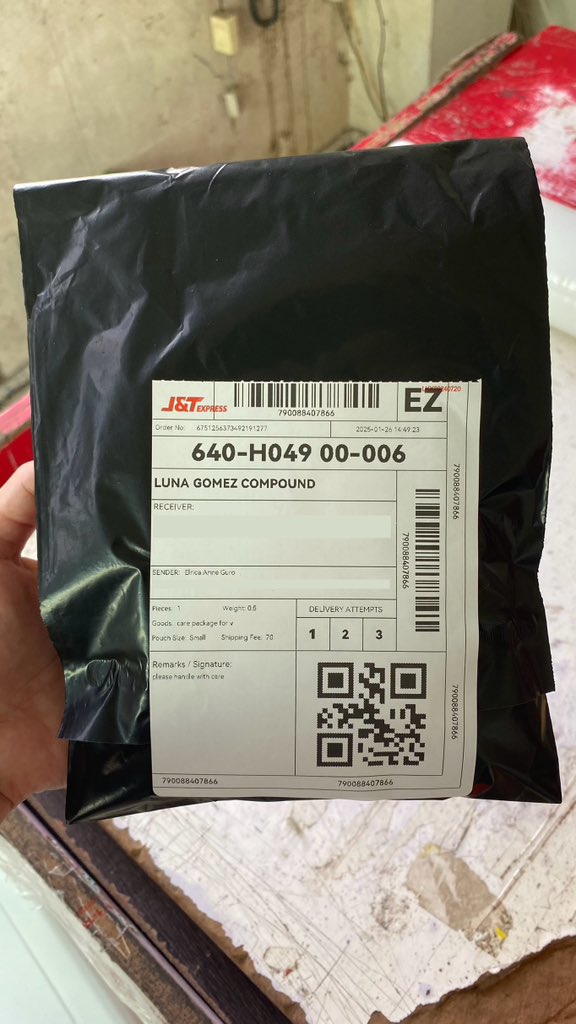 J&T EXPRESS
790088407866
EZ
Order No: 6751256373492191277
2025-01-26 14:49:23
640-H049 00-006
LUNA GOMEZ COMPOUND
RECEIVER:
SENDER: Elrica Anne Guro
Pieces: 1 Weight: 0.6
Goods: care package for v
Pouch Size: Small Shipping Fee: 70
DELIVERY ATTEMPTS
1 2 3
Remarks / Signature:
please handle with care
790088407866
790088407866
790088407866
790088407866
790088407866